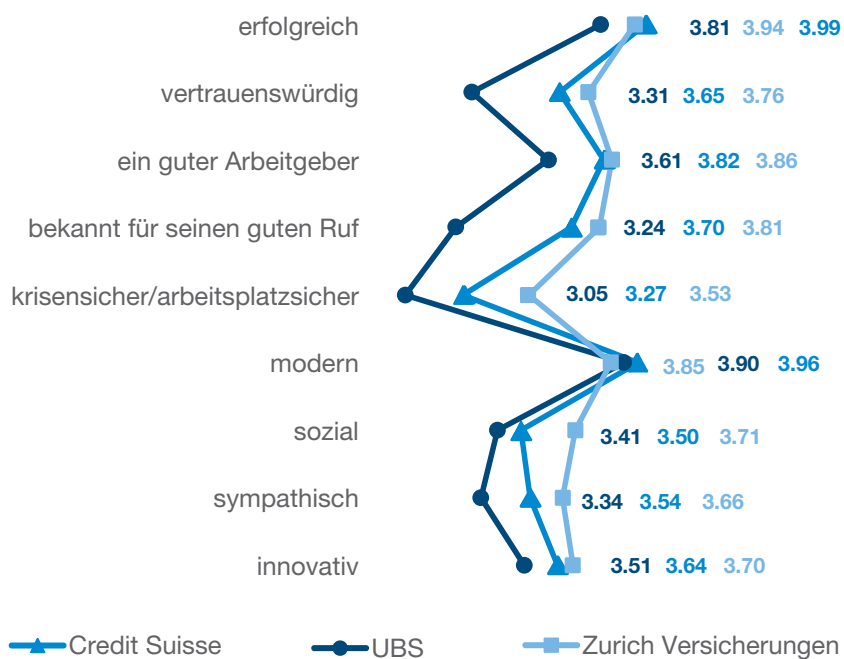 erfolgreich 3.81 3.94 3.99
vertrauenswürdig 3.31 3.65 3.76
ein guter Arbeitgeber 3.61 3.82 3.86
bekannt für seinen guten Ruf 3.24 3.70 3.81
krisensicher/arbeitsplatzsicher 3.05 3.27 3.53
modern 3.85 3.90 3.96
sozial 3.41 3.50 3.71
sympathisch 3.34 3.54 3.66
innovativ 3.51 3.64 3.70
Credit Suisse UBS Zurich Versicherungen